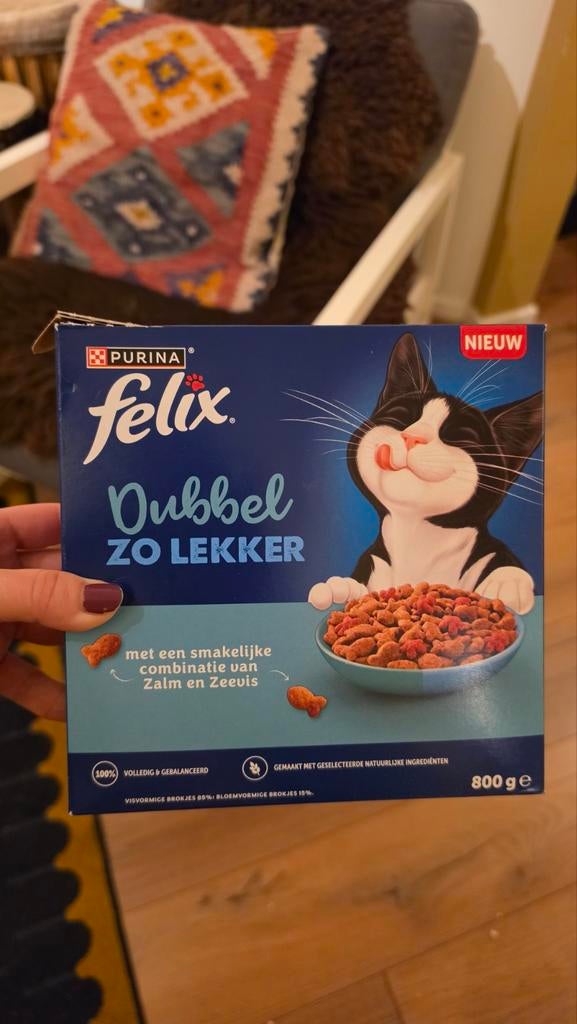 PURINA®
NIEUW
felix®
Dubbel
ZO LEKKER
met een smakelijke
combinatie van
Zalm en Zeevis
100% VOLLEDIG & GEBALANCEERD
GEMAAKT MET GESELECTEERDE NATUURLIJKE INGREDIËNTEN
800 g e
VISVORMIGE BROKJES 85%; BLOEMVORMIGE BROKJES 15%.